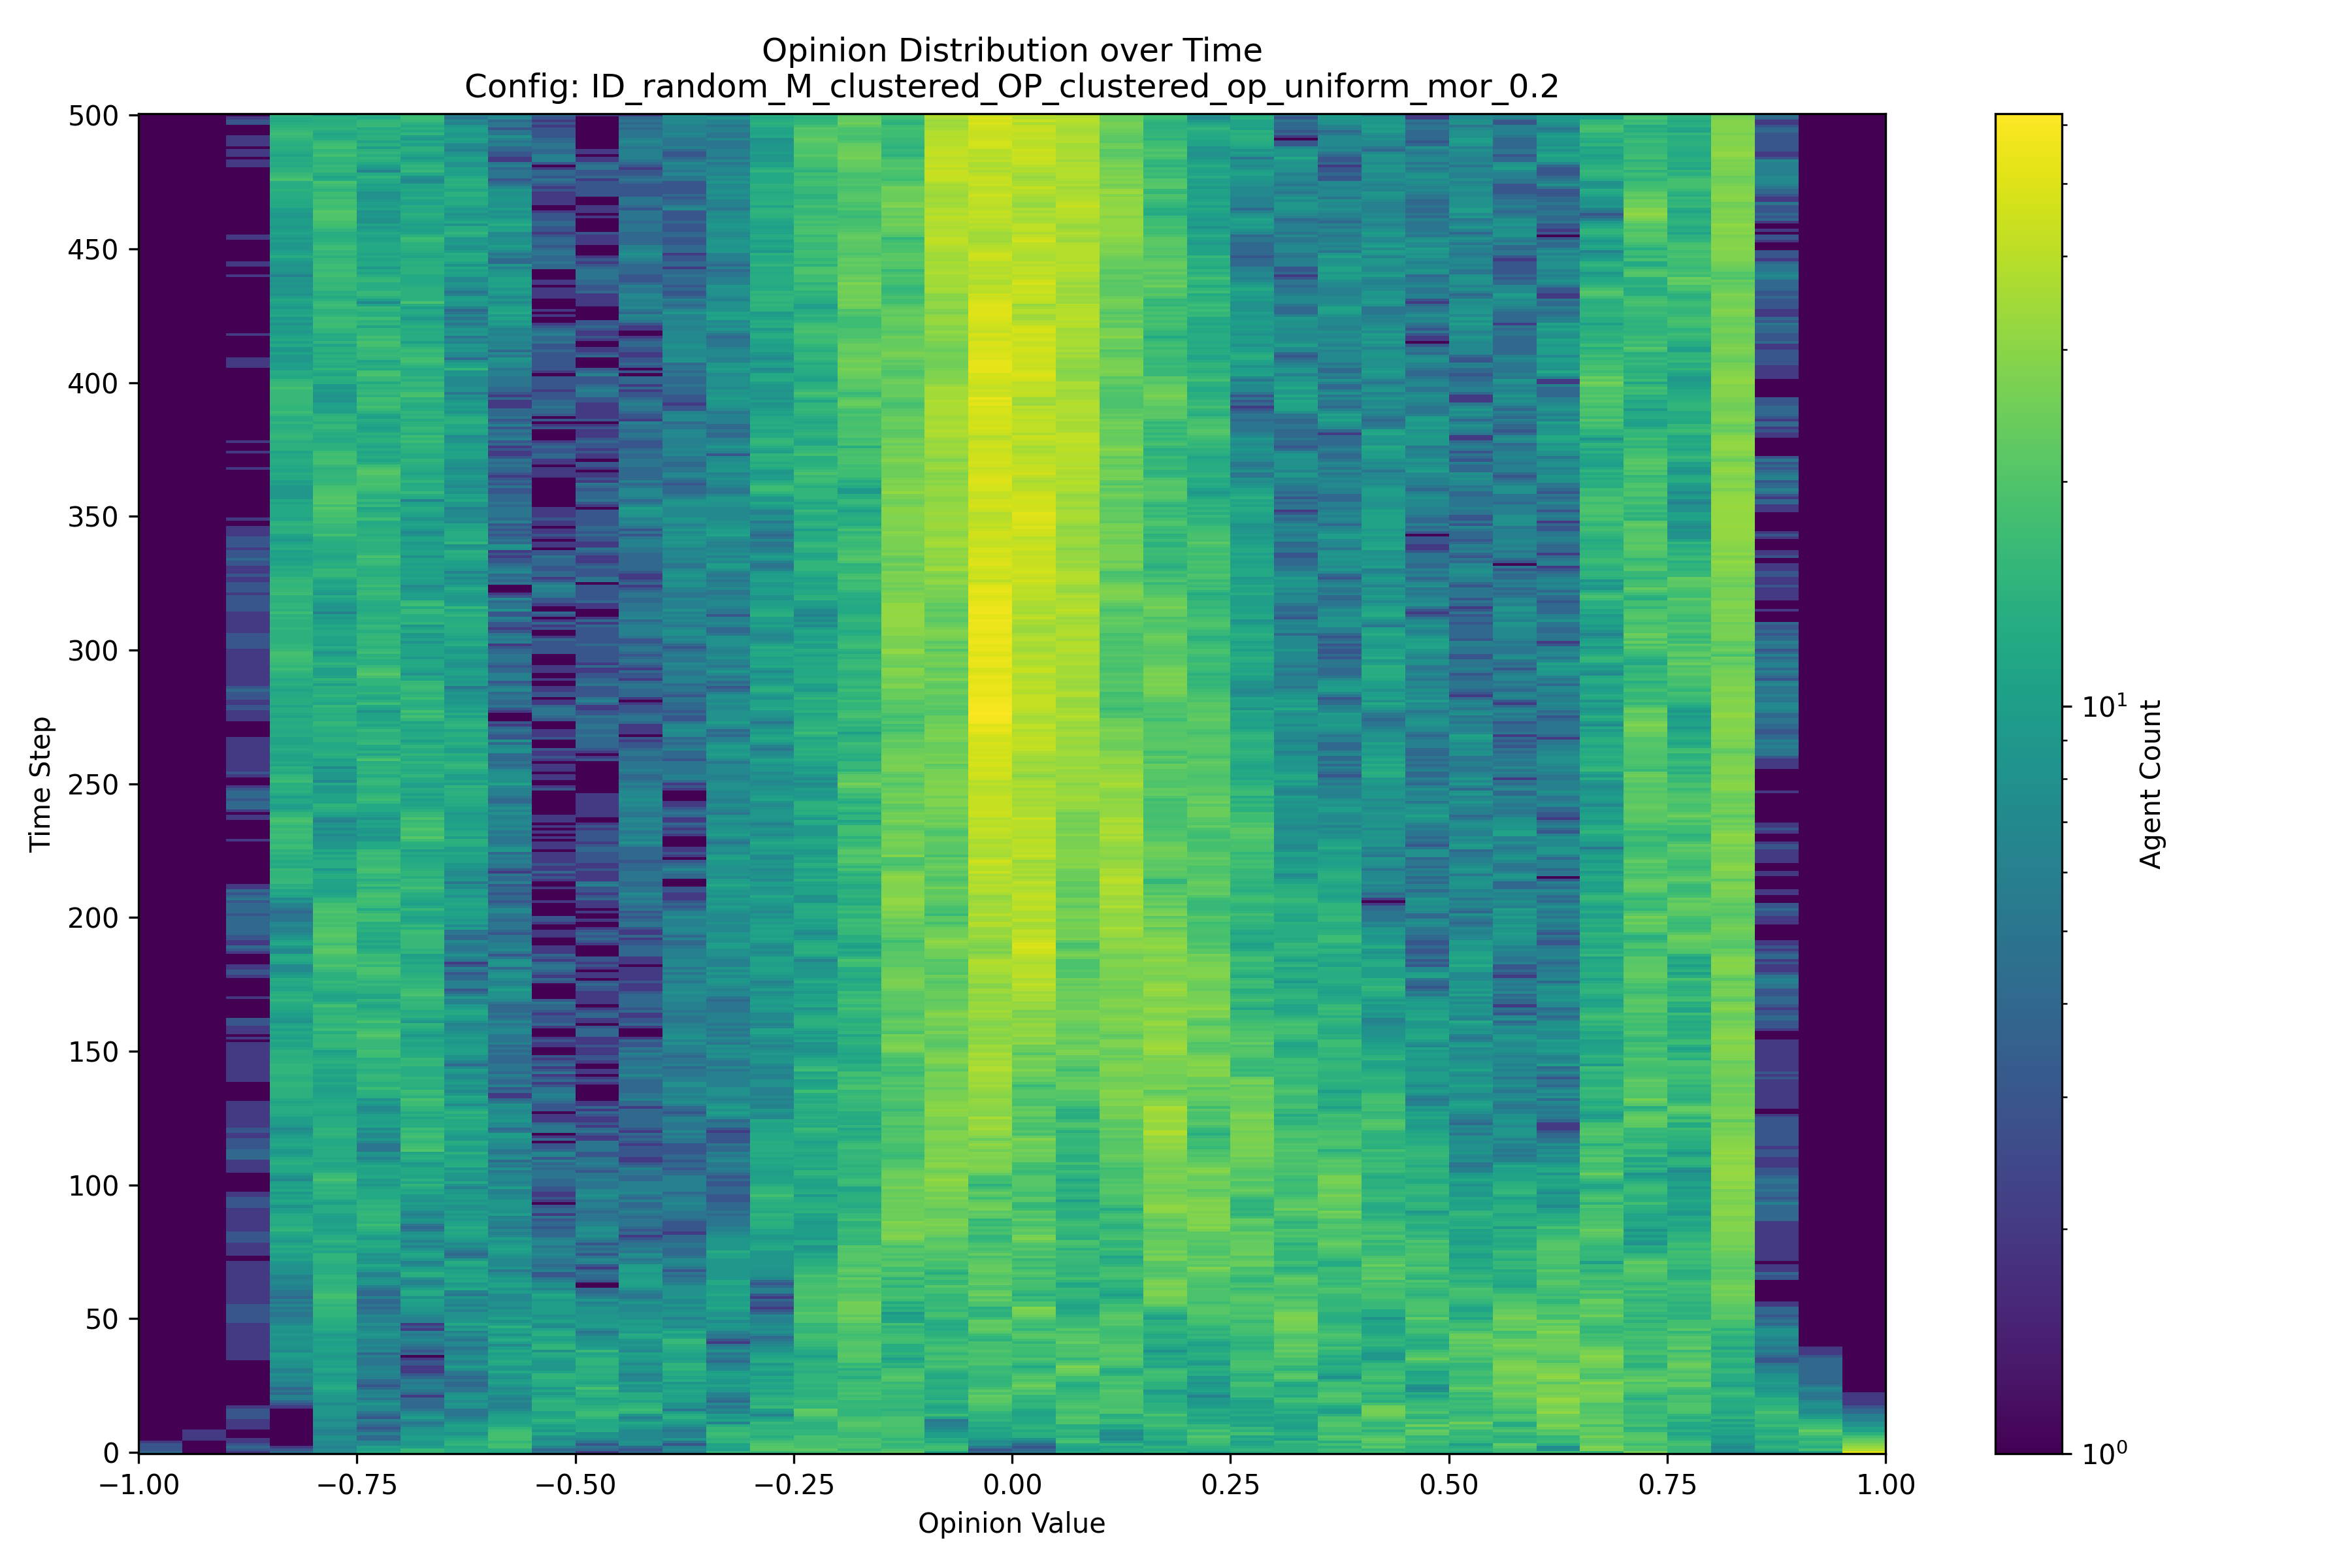 Opinion Distribution over Time
Config: ID_random_M_clustered_OP_clustered_op_uniform_mor_0.2
500
450
400
350
300
250
200
150
100
50
0
Time Step
−1.00 −0.75 −0.50 −0.25 0.00 0.25 0.50 0.75 1.00
Opinion Value
10¹
10⁰
Agent Count